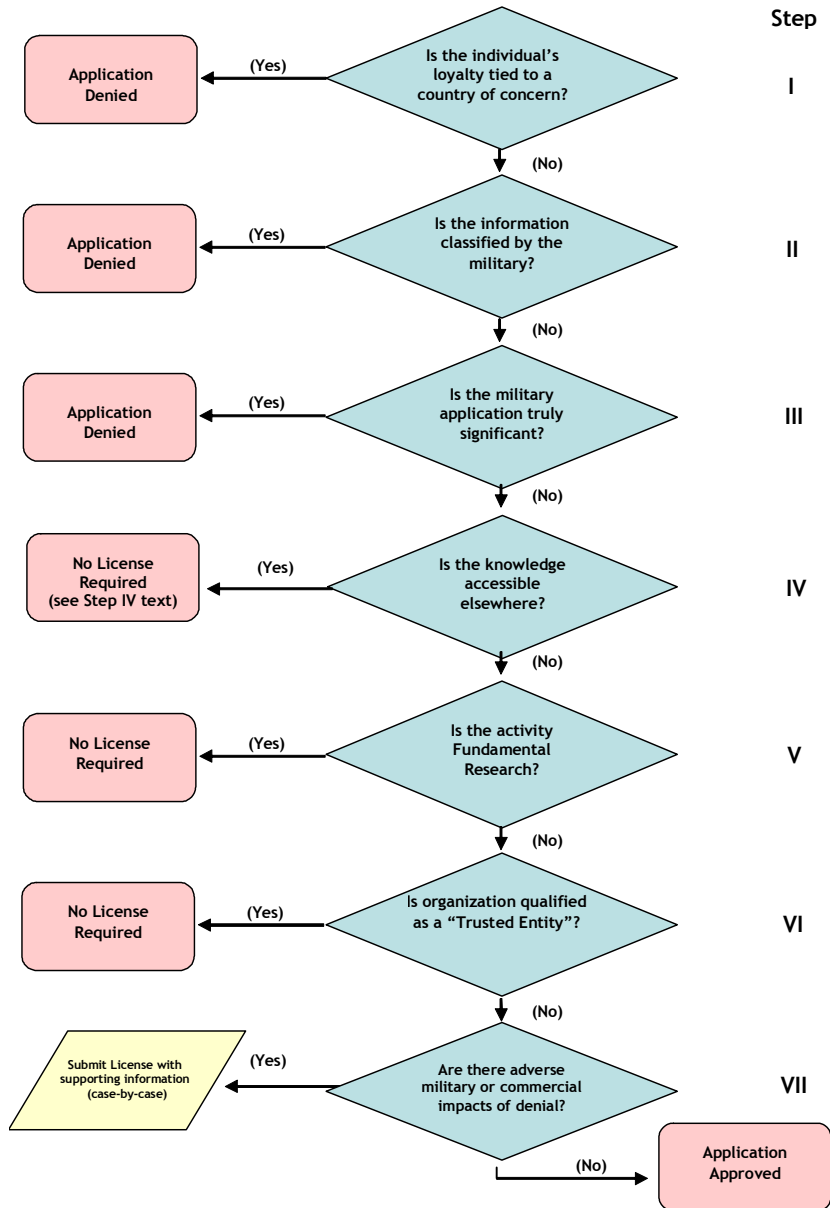 Step
Is the individual's
loyalty tied to a
country of concern?
(Yes)
Application
Denied
I
(No)
Is the information
classified by the
military?
(Yes)
Application
Denied
II
(No)
Is the military
application truly
significant?
(Yes)
Application
Denied
III
(No)
Is the knowledge
accessible
elsewhere?
(Yes)
No License
Required
(see Step IV text)
IV
(No)
Is the activity
Fundamental
Research?
(Yes)
No License
Required
V
(No)
Is organization qualified
as a “Trusted Entity”?
(Yes)
No License
Required
VI
(No)
Are there adverse
military or commercial
impacts of denial?
(Yes)
Submit License with
supporting information
(case-by-case)
VII
(No)
Application
Approved